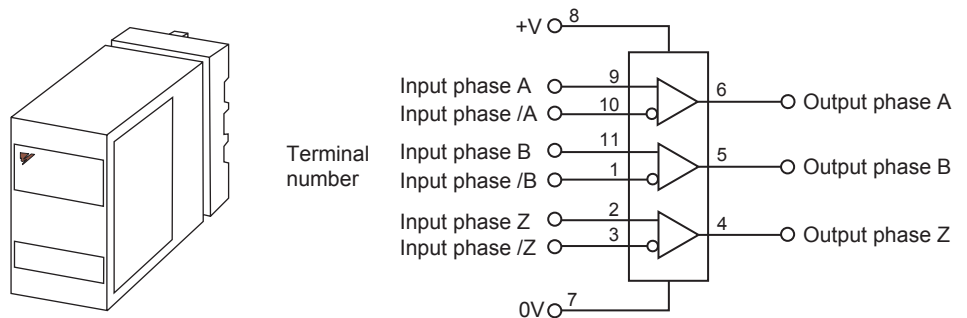 +V 8
Input phase A 9
Input phase /A 10
6 Output phase A
Terminal
number
Input phase B 11
Input phase /B 1
5 Output phase B
Input phase Z 2
Input phase /Z 3
4 Output phase Z
0V 7